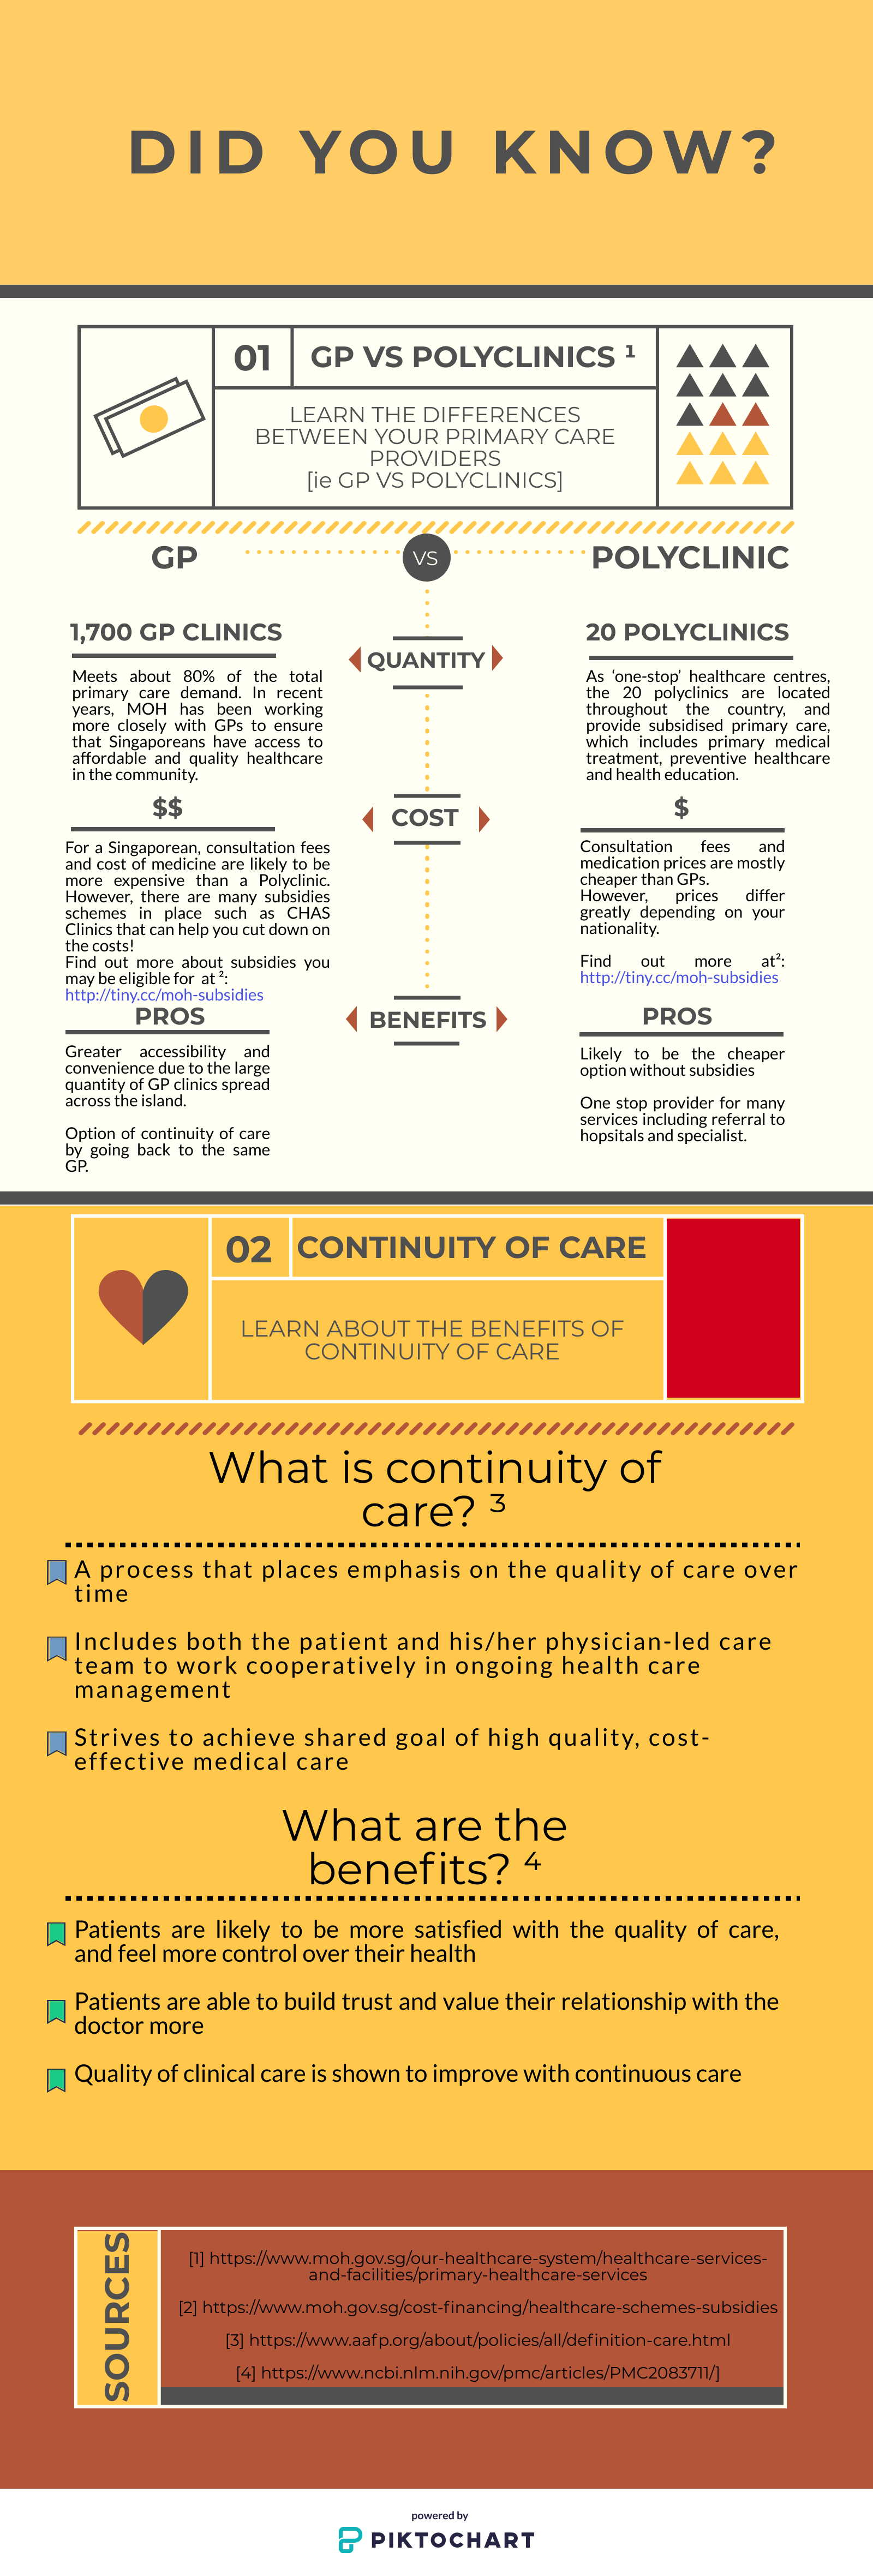 DID YOU KNOW?
01
GP VS POLYCLINICS ¹
LEARN THE DIFFERENCES
BETWEEN YOUR PRIMARY CARE
PROVIDERS
[ie GP VS POLYCLINICS]
GP
VS
POLYCLINIC
1,700 GP CLINICS
Meets about 80% of the total
primary care demand. In recent
years, MOH has been working
more closely with GPs to ensure
that Singaporeans have access to
affordable and quality healthcare
in the community.
QUANTITY
20 POLYCLINICS
As ‘one-stop’ healthcare centres,
the 20 polyclinics are located
throughout the country, and
provide subsidised primary care,
which includes primary medical
treatment, preventive healthcare
and health education.
$$
For a Singaporean, consultation fees
and cost of medicine are likely to be
more expensive than a Polyclinic.
However, there are many subsidies
schemes in place such as CHAS
Clinics that can help you cut down on
the costs!
Find out more about subsidies you
may be eligible for at ²:
http://tiny.cc/moh-subsidies
COST
$
Consultation fees and
medication prices are mostly
cheaper than GPs.
However, prices differ
greatly depending on your
nationality.
Find out more at²:
http://tiny.cc/moh-subsidies
PROS
Greater accessibility and
convenience due to the large
quantity of GP clinics spread
across the island.
Option of continuity of care
by going back to the same
GP.
BENEFITS
PROS
Likely to be the cheaper
option without subsidies
One stop provider for many
services including referral to
hopsitals and specialist.
02
CONTINUITY OF CARE
LEARN ABOUT THE BENEFITS OF
CONTINUITY OF CARE
What is continuity of
care? ³
A process that places emphasis on the quality of care over
time
Includes both the patient and his/her physician-led care
team to work cooperatively in ongoing health care
management
Strives to achieve shared goal of high quality, cost-
effective medical care
What are the
benefits? ⁴
Patients are likely to be more satisfied with the quality of care,
and feel more control over their health
Patients are able to build trust and value their relationship with the
doctor more
Quality of clinical care is shown to improve with continuous care
SOURCES
[1] https://www.moh.gov.sg/our-healthcare-system/healthcare-services-
and-facilities/primary-healthcare-services
[2] https://www.moh.gov.sg/cost-financing/healthcare-schemes-subsidies
[3] https://www.aafp.org/about/policies/all/definition-care.html
[4] https://www.ncbi.nlm.nih.gov/pmc/articles/PMC2083711/]
powered by
PIKTOCHART